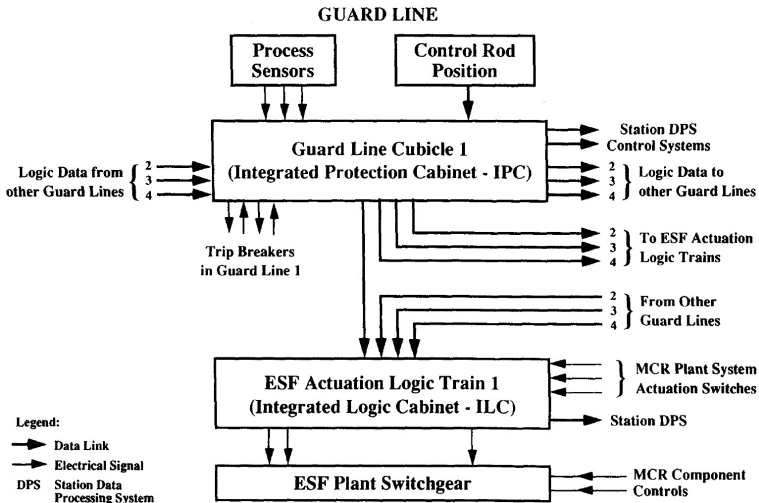 GUARD LINE
Process
Sensors
Control Rod
Position
Guard Line Cubicle 1
(Integrated Protection Cabinet - IPC)
Station DPS
Control Systems
Logic Data from
other Guard Lines
2
3
4
2
3
4
Logic Data to
other Guard Lines
Trip Breakers
in Guard Line 1
2
3
4
To ESF Actuation
Logic Trains
2
3
4
From Other
Guard Lines
ESF Actuation Logic Train 1
(Integrated Logic Cabinet - ILC)
MCR Plant System
Actuation Switches
Station DPS
Legend:
Data Link
Electrical Signal
DPS Station Data
Processing System
ESF Plant Switchgear
MCR Component
Controls